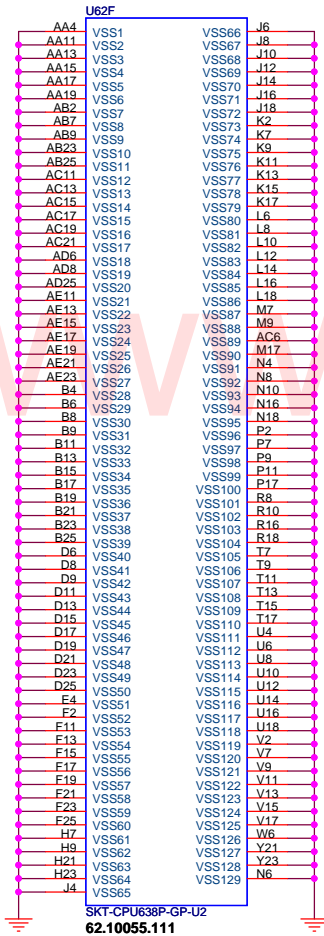 U62F
AA4 VSS1 VSS66 J6
AA11 VSS2 VSS67 J8
AA13 VSS3 VSS68 J10
AA15 VSS4 VSS69 J12
AA17 VSS5 VSS70 J14
AA19 VSS6 VSS71 J16
AB2 VSS7 VSS72 J18
AB7 VSS8 VSS73 K2
AB9 VSS9 VSS74 K7
AB23 VSS10 VSS75 K9
AB25 VSS11 VSS76 K11
AC11 VSS12 VSS77 K13
AC13 VSS13 VSS78 K15
AC15 VSS14 VSS79 K17
AC17 VSS15 VSS80 L6
AC19 VSS16 VSS81 L8
AC21 VSS17 VSS82 L10
AD6 VSS18 VSS83 L12
AD8 VSS19 VSS84 L14
AD25 VSS20 VSS85 L16
AE11 VSS21 VSS86 L18
AE13 VSS22 VSS87 M7
AE15 VSS23 VSS88 M9
AE17 VSS24 VSS89 AC6
AE19 VSS25 VSS90 M17
AE21 VSS26 VSS91 N4
AE23 VSS27 VSS92 N8
B4 VSS28 VSS93 N10
B6 VSS29 VSS94 N16
B8 VSS30 VSS95 N18
B9 VSS31 VSS96 P2
B11 VSS32 VSS97 P7
B13 VSS33 VSS98 P9
B15 VSS34 VSS99 P11
B17 VSS35 VSS100 P17
B19 VSS36 VSS101 R8
B21 VSS37 VSS102 R10
B23 VSS38 VSS103 R16
B25 VSS39 VSS104 R18
D6 VSS40 VSS105 T7
D8 VSS41 VSS106 T9
D9 VSS42 VSS107 T11
D11 VSS43 VSS108 T13
D13 VSS44 VSS109 T15
D15 VSS45 VSS110 T17
D17 VSS46 VSS111 U4
D19 VSS47 VSS112 U6
D21 VSS48 VSS113 U8
D23 VSS49 VSS114 U10
D25 VSS50 VSS115 U12
E4 VSS51 VSS116 U14
F2 VSS52 VSS117 U16
F11 VSS53 VSS118 U18
F13 VSS54 VSS119 V2
F15 VSS55 VSS120 V7
F17 VSS56 VSS121 V9
F19 VSS57 VSS122 V11
F21 VSS58 VSS123 V13
F23 VSS59 VSS124 V15
F25 VSS60 VSS125 V17
H7 VSS61 VSS126 W6
H9 VSS62 VSS127 Y21
H21 VSS63 VSS128 Y23
H23 VSS64 VSS129 N6
J4 VSS65
SKT-CPU638P-GP-U2
62.10055.111